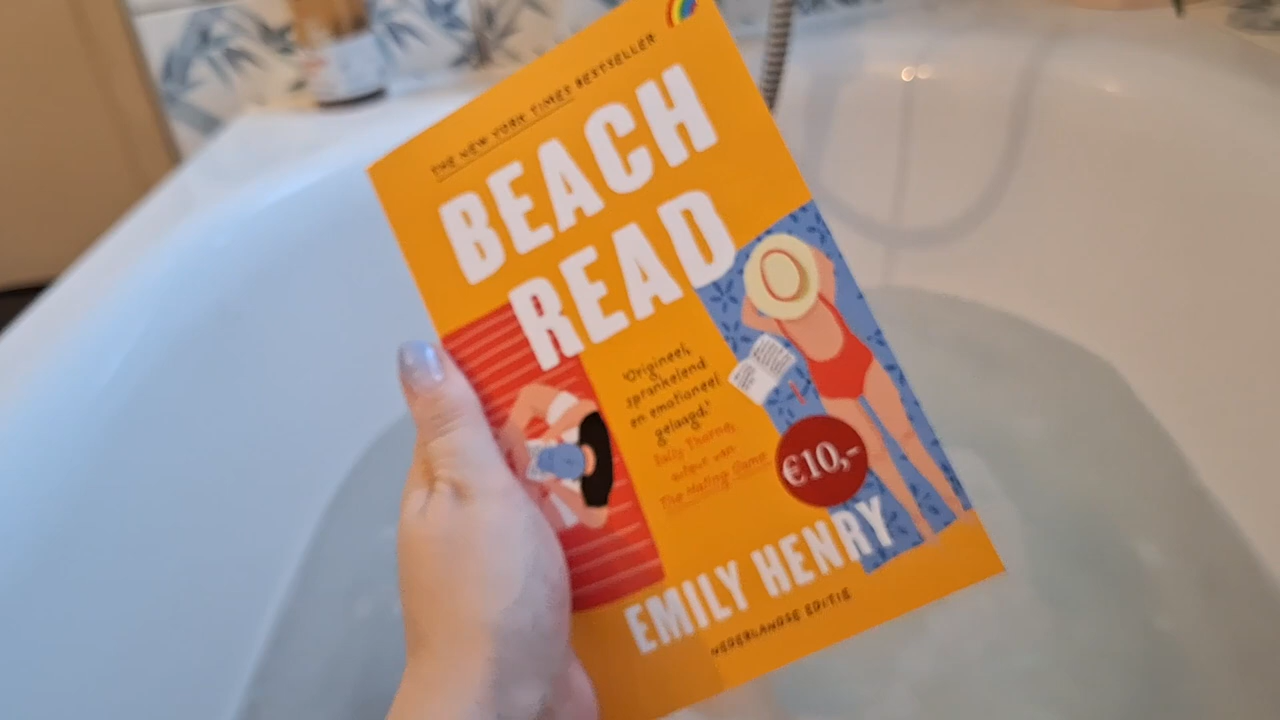 THE NEW YORK TIMES BESTSELLER
BEACH
READ
'Origineel,
sprankelend
en emotioneel
gelaagd.'
Sally Thorne,
auteur van
The Hating Game
€10,-
EMILY HENRY
NEDERLANDSE EDITIE